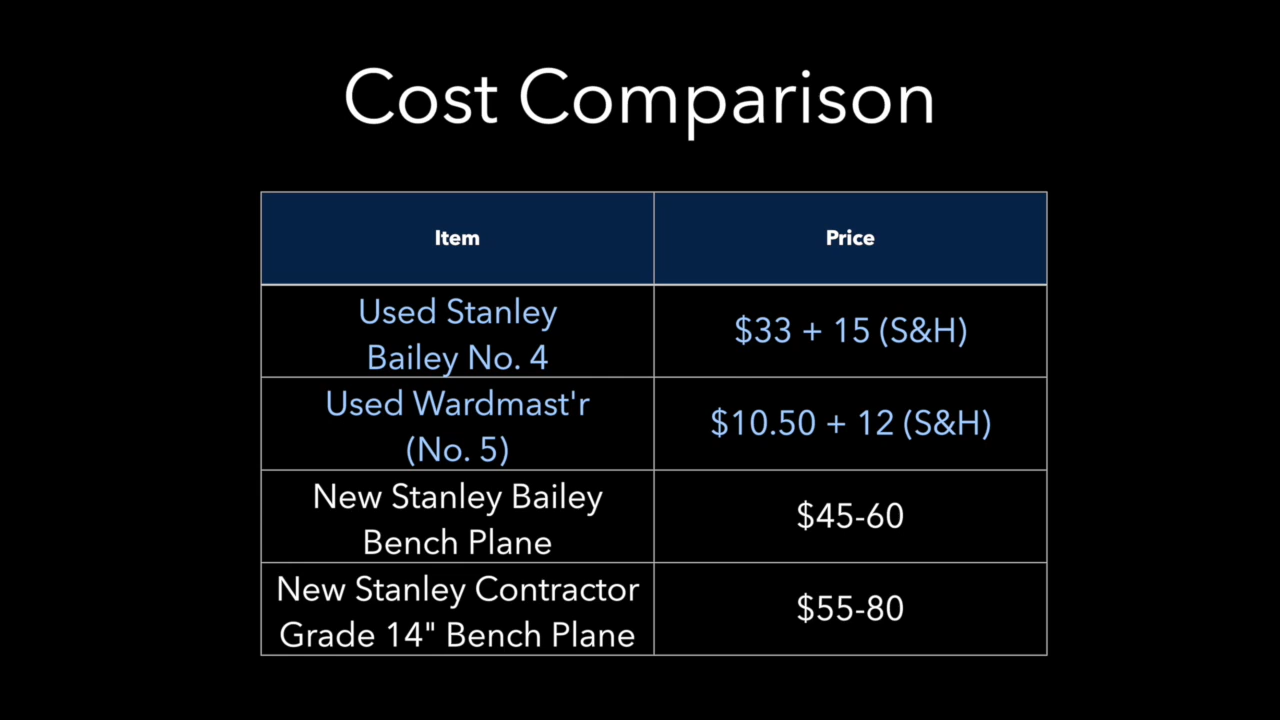 Cost Comparison
Item
Price
Used Stanley
Bailey No. 4
$33 + 15 (S&H)
Used Wardmast'r
(No. 5)
$10.50 + 12 (S&H)
New Stanley Bailey
Bench Plane
$45-60
New Stanley Contractor
Grade 14" Bench Plane
$55-80